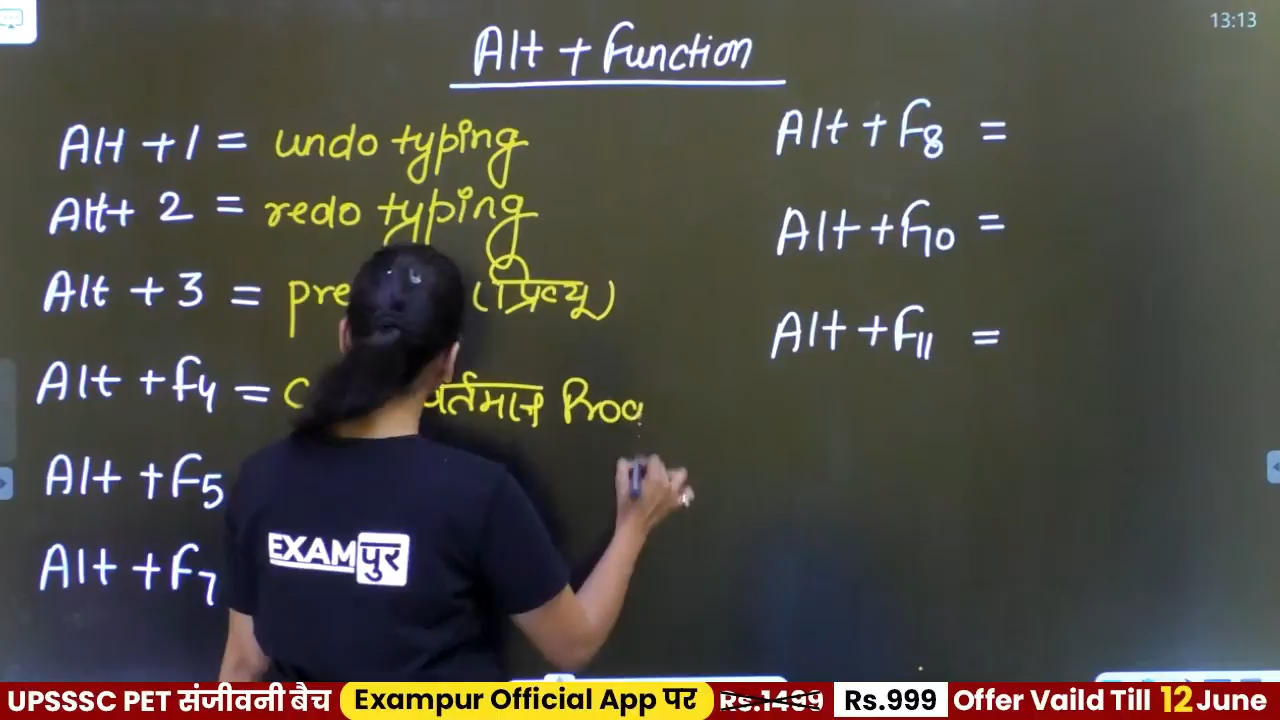 13:13
Alt + Function
Alt + 1 = undo typing
Alt + 2 = redo typing
Alt + 3 = (प्रिव्यू)
Alt + F4 = वर्तमान
Alt + F5
Alt + F7
Alt + F8 =
Alt + F10 =
Alt + F11 =
EXAMपुर
UPSSSC PET संजीवनी बैच Exampur Official App पर Rs.1499 Rs.999 Offer Vaild Till 12 June